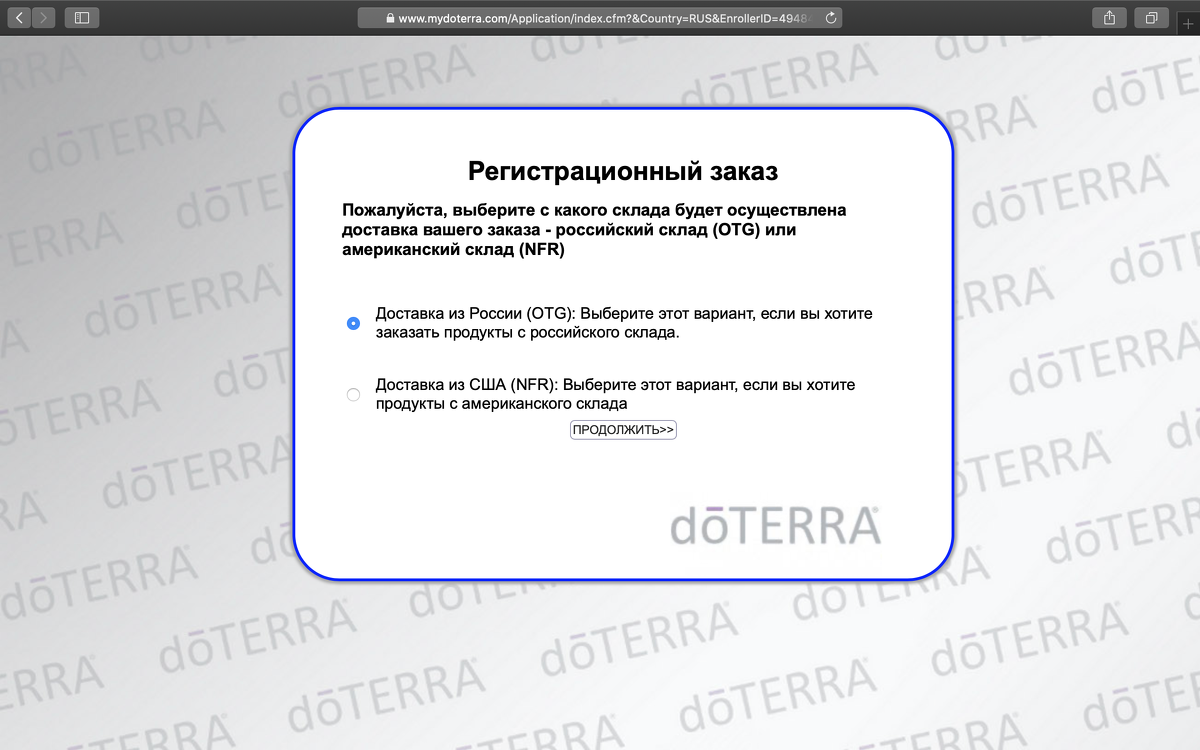 www.mydoterra.com/Application/index.cfm?&Country=RUS&EnrollerID=4948
Регистрационный заказ
Пожалуйста, выберите с какого склада будет осуществлена
доставка вашего заказа - российский склад (OTG) или
американский склад (NFR)
Доставка из России (OTG): Выберите этот вариант, если вы хотите
заказать продукты с российского склада.
Доставка из США (NFR): Выберите этот вариант, если вы хотите
продукты с американского склада
ПРОДОЛЖИТЬ>>
dōTERRA®